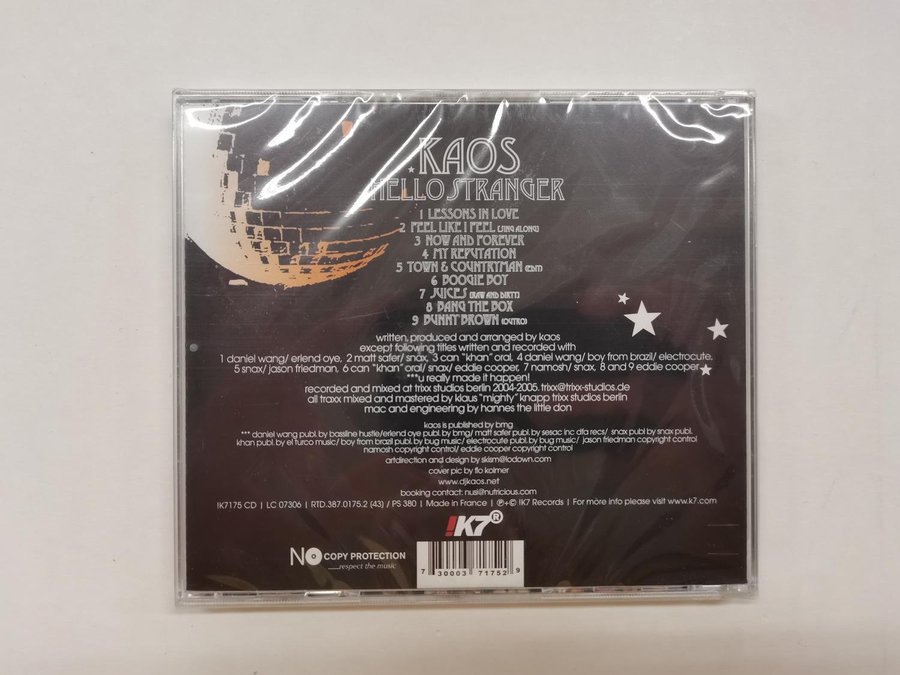 KAOS
HELLO STRANGER
1 LESSONS IN LOVE
2 FEEL LIKE I FEEL (SING ALONG)
3 NOW AND FOREVER
4 MY REPUTATION
5 TOWN & COUNTRYMAN (EDIT)
6 BOOGIE BOY
7 JUICES (RAW AND DIRTY)
8 BANG THE BOX
9 BUNNY BROWN (OUTRO)
written, produced and arranged by kaos
except following titles written and recorded with
1 daniel wang/ erlend oye, 2 matt safer/ snax, 3 can "khan" oral, 4 daniel wang/ boy from brazil/ electrocute,
5 snax/ jason friedman, 6 can "khan" oral/ snax/ eddie cooper, 7 namosh/ snax, 8 and 9 eddie cooper
***u really made it happen!
recorded and mixed at trixx studios berlin 2004-2005. trixx@trixx-studios.de
all traxx mixed and mastered by klaus "mighty" knapp trixx studios berlin
mac and engineering by hannes the little don
kaos is published by bmg
*** daniel wang publ. by bassline hustle/erlend oye publ. by bmg/ matt safer publ. by sesac inc dfa recs/ snax publ by snax publ.
khan publ. by el turco music/ boy from brazil publ. by bug music/ electrocute publ. by bug music/ jason friedman copyright control
namosh copyright control/ eddie cooper copyright control
artdirection and design by skism@lodown.com
cover pic by flo kolmer
www.djkaos.net
booking contact: nusi@nutricious.com
!K7175 CD | LC 07306 | RTD.387.0175.2 (43) / PS 380 | Made in France | ℗+© !K7 Records | For more info please visit www.!k7.com
!K7®
NO COPY PROTECTION
___respect the music
7 30003 71752 9